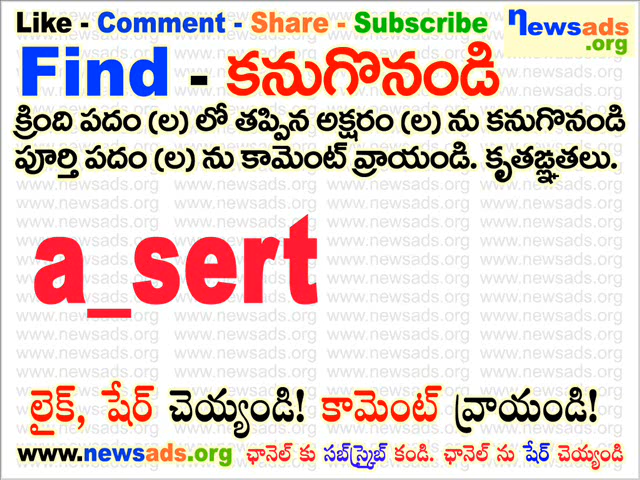 Like - Comment - Share - Subscribe
newsads
.org
Find - కనుగొనండి
క్రింది పదం (ల) లో తప్పిన అక్షరం (ల) ను కనుగొనండి
పూర్తి పదం (ల) ను కామెంట్ వ్రాయండి. కృతఙ్ఞతలు.
a_sert
లైక్, షేర్ చెయ్యండి! కామెంట్ వ్రాయండి!
www.newsads.org ఛానెల్ కు సబ్‌స్క్రైబ్ కండి. ఛానెల్ ను షేర్ చెయ్యండి